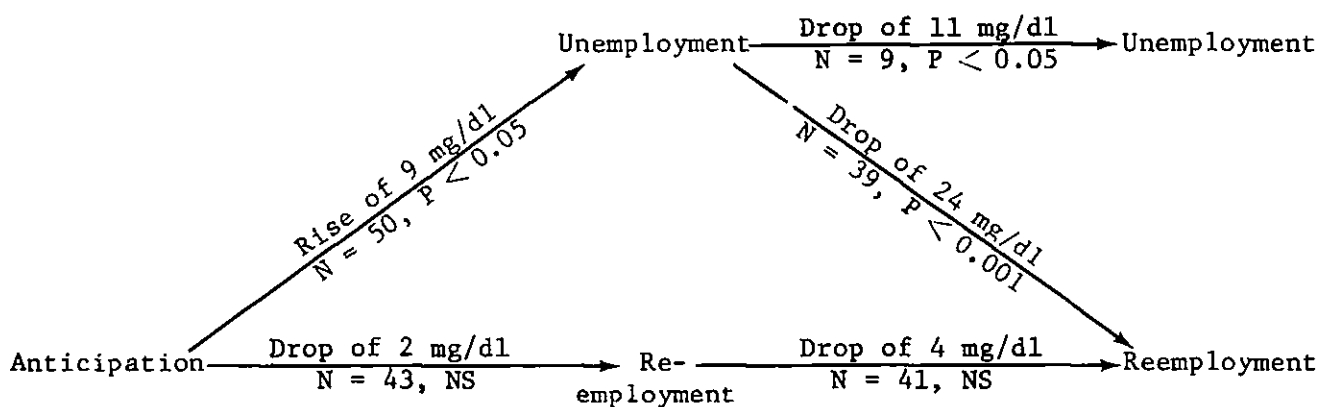 Drop of 11 mg/dl
Unemployment Unemployment
N = 9, P < 0.05
Rise of 9 mg/dl
N = 50, P < 0.05
Drop of 24 mg/dl
N = 39, P < 0.001
Drop of 2 mg/dl Drop of 4 mg/dl
Anticipation Re- Reemployment
N = 43, NS employment N = 41, NS